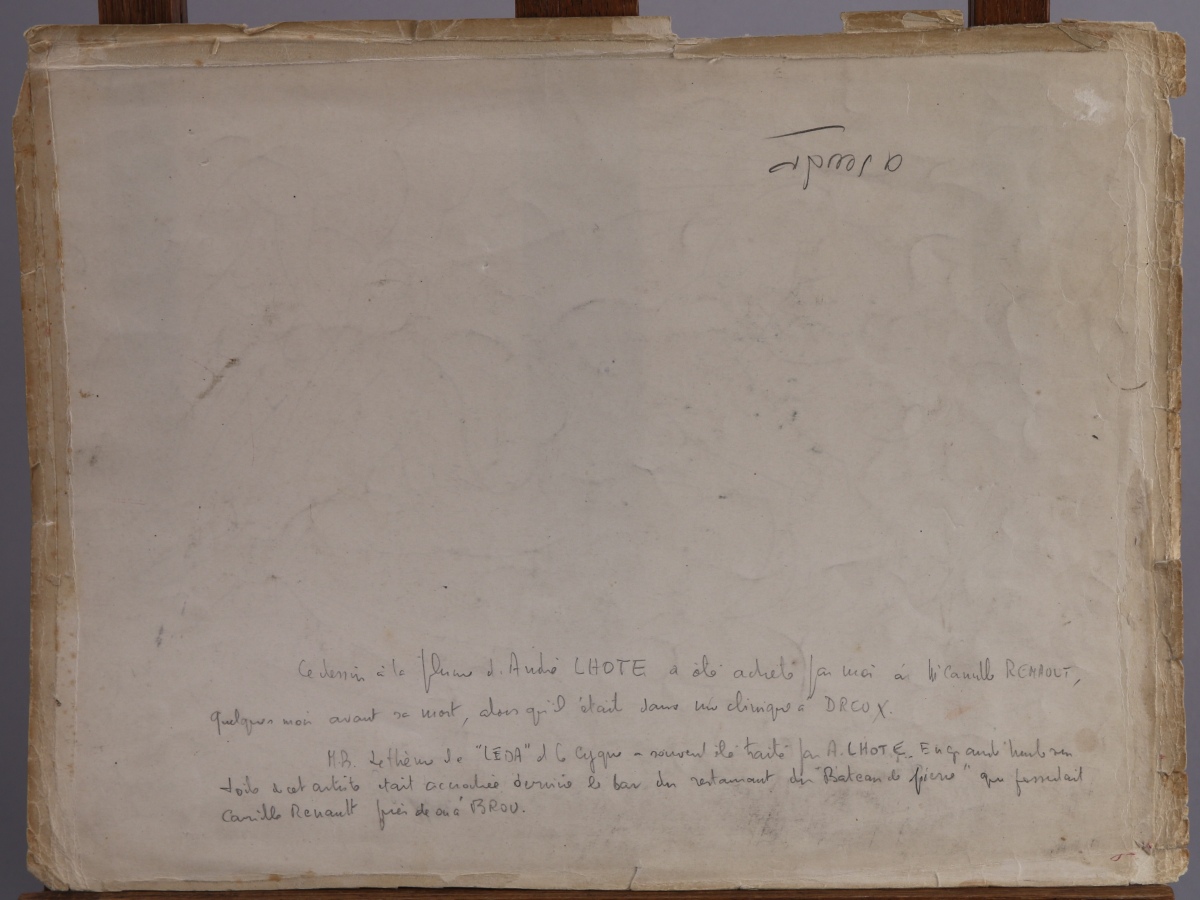 Ce dessin à la plume d'André LHOTE a été acheté par moi à M. Camille RENAULT,
quelques mois avant sa mort, alors qu'il était dans une clinique à DREUX.
N.B. Le thème de "LÉDA" et le Cygne a souvent été traité par A. LHOTE. En grande
toile de cet artiste était accrochée derrière le bar du restaurant du "Bateau de pierre" que possédait
Camille Renault près de à BROU.